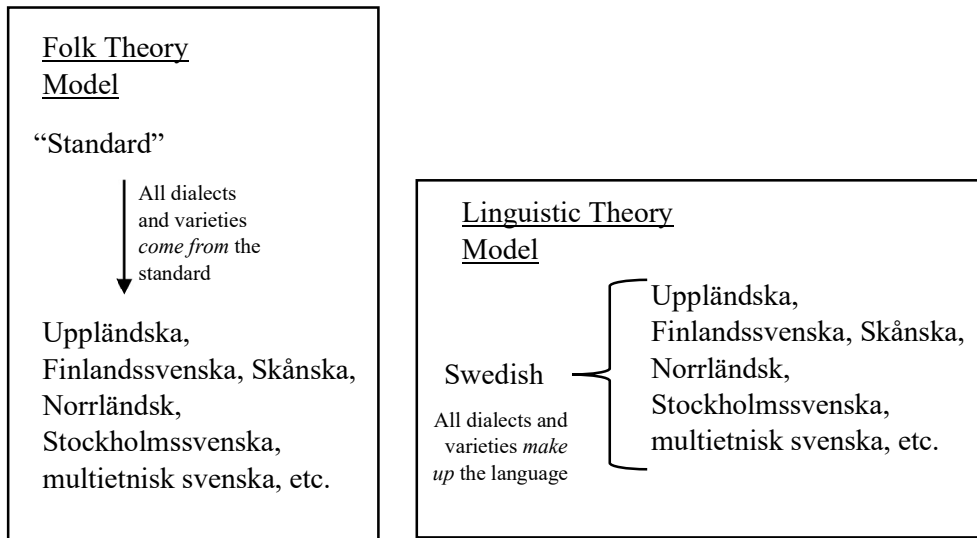 Folk Theory
Model
“Standard”
All dialects
and varieties
come from the
standard
Uppländska,
Finlandssvenska, Skånska,
Norrländsk,
Stockholmssvenska,
multietnisk svenska, etc.
Linguistic Theory
Model
Swedish
All dialects and
varieties make
up the language
Uppländska,
Finlandssvenska, Skånska,
Norrländsk,
Stockholmssvenska,
multietnisk svenska, etc.